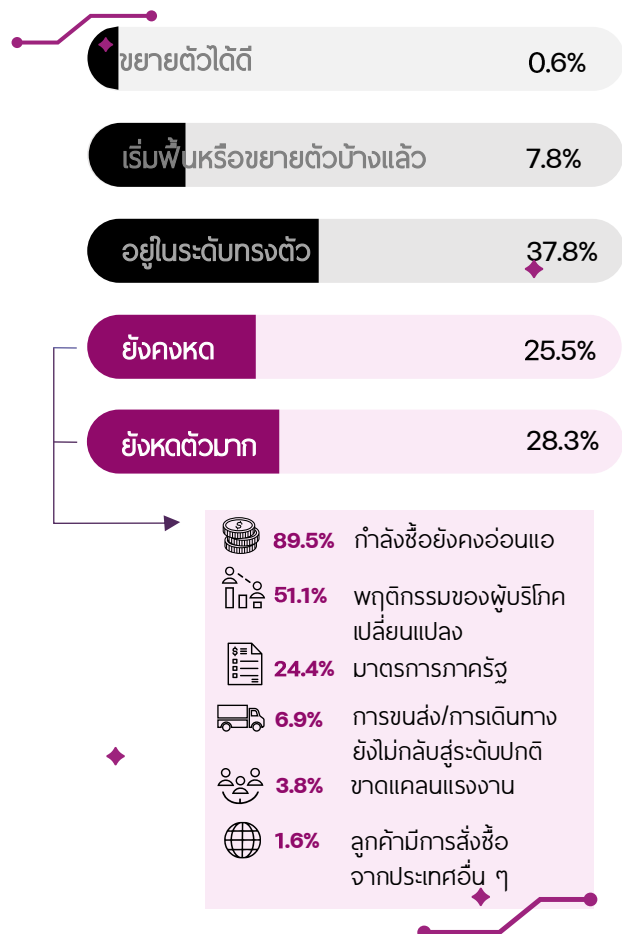 ขยายตัวได้ดี 0.6%
เริ่มฟื้นหรือขยายตัวบ้างแล้ว 7.8%
อยู่ในระดับทรงตัว 37.8%
ยังคงหด 25.5%
ยังหดตัวมาก 28.3%
89.5% กำลังซื้อยังคงอ่อนแอ
51.1% พฤติกรรมของผู้บริโภค
เปลี่ยนแปลง
24.4% มาตรการภาครัฐ
6.9% การขนส่ง/การเดินทาง
ยังไม่กลับสู่ระดับปกติ
3.8% ขาดแคลนแรงงาน
1.6% ลูกค้ามีการสั่งซื้อ
จากประเทศอื่น ๆ